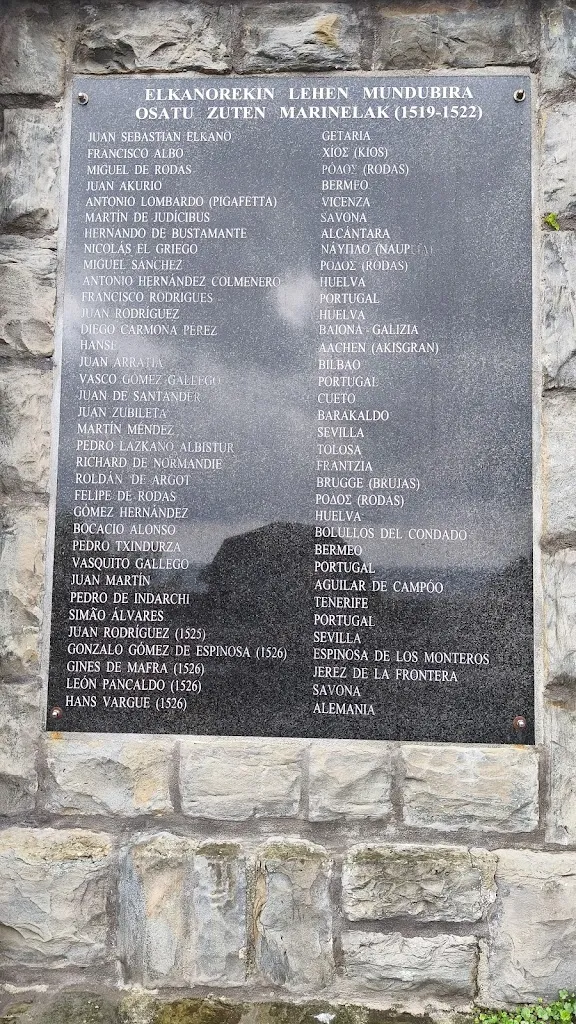 ELKANOREKIN LEHEN MUNDUBIRA
OSATU ZUTEN MARINELAK (1519-1522)
JUAN SEBASTIAN ELKANO GETARIA
FRANCISCO ALBO ΧΙΟΣ (KIOS)
MIGUEL DE RODAS ΡΟΔΟΣ (RODAS)
JUAN AKURIO BERMEO
ANTONIO LOMBARDO (PIGAFETTA) VICENZA
MARTÍN DE JUDÍCIBUS SAVONA
HERNANDO DE BUSTAMANTE ALCÁNTARA
NICOLÁS EL GRIEGO ΝΑΥΠΛΟ
MIGUEL SÁNCHEZ ΡΟΔΟΣ (RODAS)
ANTONIO HERNÁNDEZ COLMENERO HUELVA
FRANCISCO RODRIGUES PORTUGAL
JUAN RODRÍGUEZ HUELVA
DIEGO CARMONA PÉREZ BAIONA - GALIZIA
HANSE AACHEN (AKISGRAN)
JUAN ARRATIA BILBAO
VASCO GÓMEZ GALLEGO PORTUGAL
JUAN DE SANTANDER CUETO
JUAN ZUBILETA BARAKALDO
MARTÍN MÉNDEZ SEVILLA
PEDRO LAZKANO ALBISTUR TOLOSA
RICHARD DE NORMANDIE FRANTZIA
ROLDÁN DE ARGOT BRUGGE (BRUJAS)
FELIPE DE RODAS ΡΟΔΟΣ (RODAS)
GÓMEZ HERNÁNDEZ HUELVA
BOCACIO ALONSO BOLULLOS DEL CONDADO
PEDRO TXINDURZA BERMEO
VASQUITO GALLEGO PORTUGAL
JUAN MARTÍN AGUILAR DE CAMPÓO
PEDRO DE INDARCHI TENERIFE
SIMÃO ÁLVARES PORTUGAL
JUAN RODRÍGUEZ (1525) SEVILLA
GONZALO GÓMEZ DE ESPINOSA (1526) ESPINOSA DE LOS MONTEROS
GINES DE MAFRA (1526) JEREZ DE LA FRONTERA
LEÓN PANCALDO (1526) SAVONA
HANS VARGUE (1526) ALEMANIA